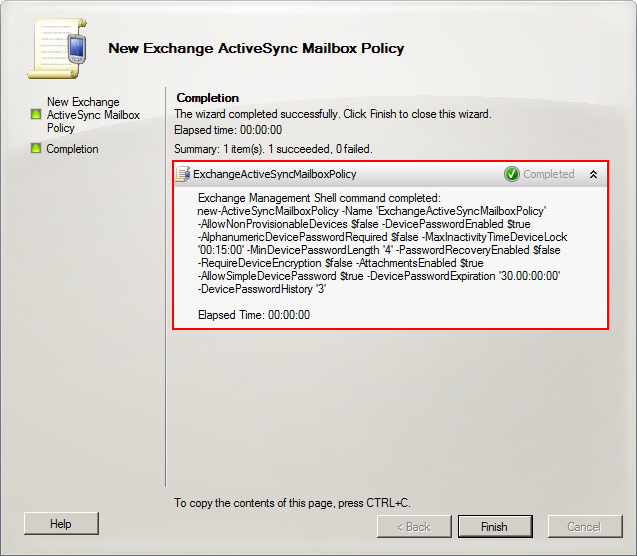 New Exchange ActiveSync Mailbox Policy
New Exchange
ActiveSync Mailbox
Policy
Completion
Completion
The wizard completed successfully. Click Finish to close this wizard.
Elapsed time: 00:00:00
Summary: 1 item(s). 1 succeeded, 0 failed.
ExchangeActiveSyncMailboxPolicy
Completed
Exchange Management Shell command completed:
new-ActiveSyncMailboxPolicy -Name 'ExchangeActiveSyncMailboxPolicy'
-AllowNonProvisionableDevices $false -DevicePasswordEnabled $true
-AlphanumericDevicePasswordRequired $false -MaxInactivityTimeDeviceLock
'00:15:00' -MinDevicePasswordLength '4' -PasswordRecoveryEnabled $false
-RequireDeviceEncryption $false -AttachmentsEnabled $true
-AllowSimpleDevicePassword $true -DevicePasswordExpiration '30.00:00:00'
-DevicePasswordHistory '3'
Elapsed Time: 00:00:00
To copy the contents of this page, press CTRL+C.
Help
< Back
Finish
Cancel